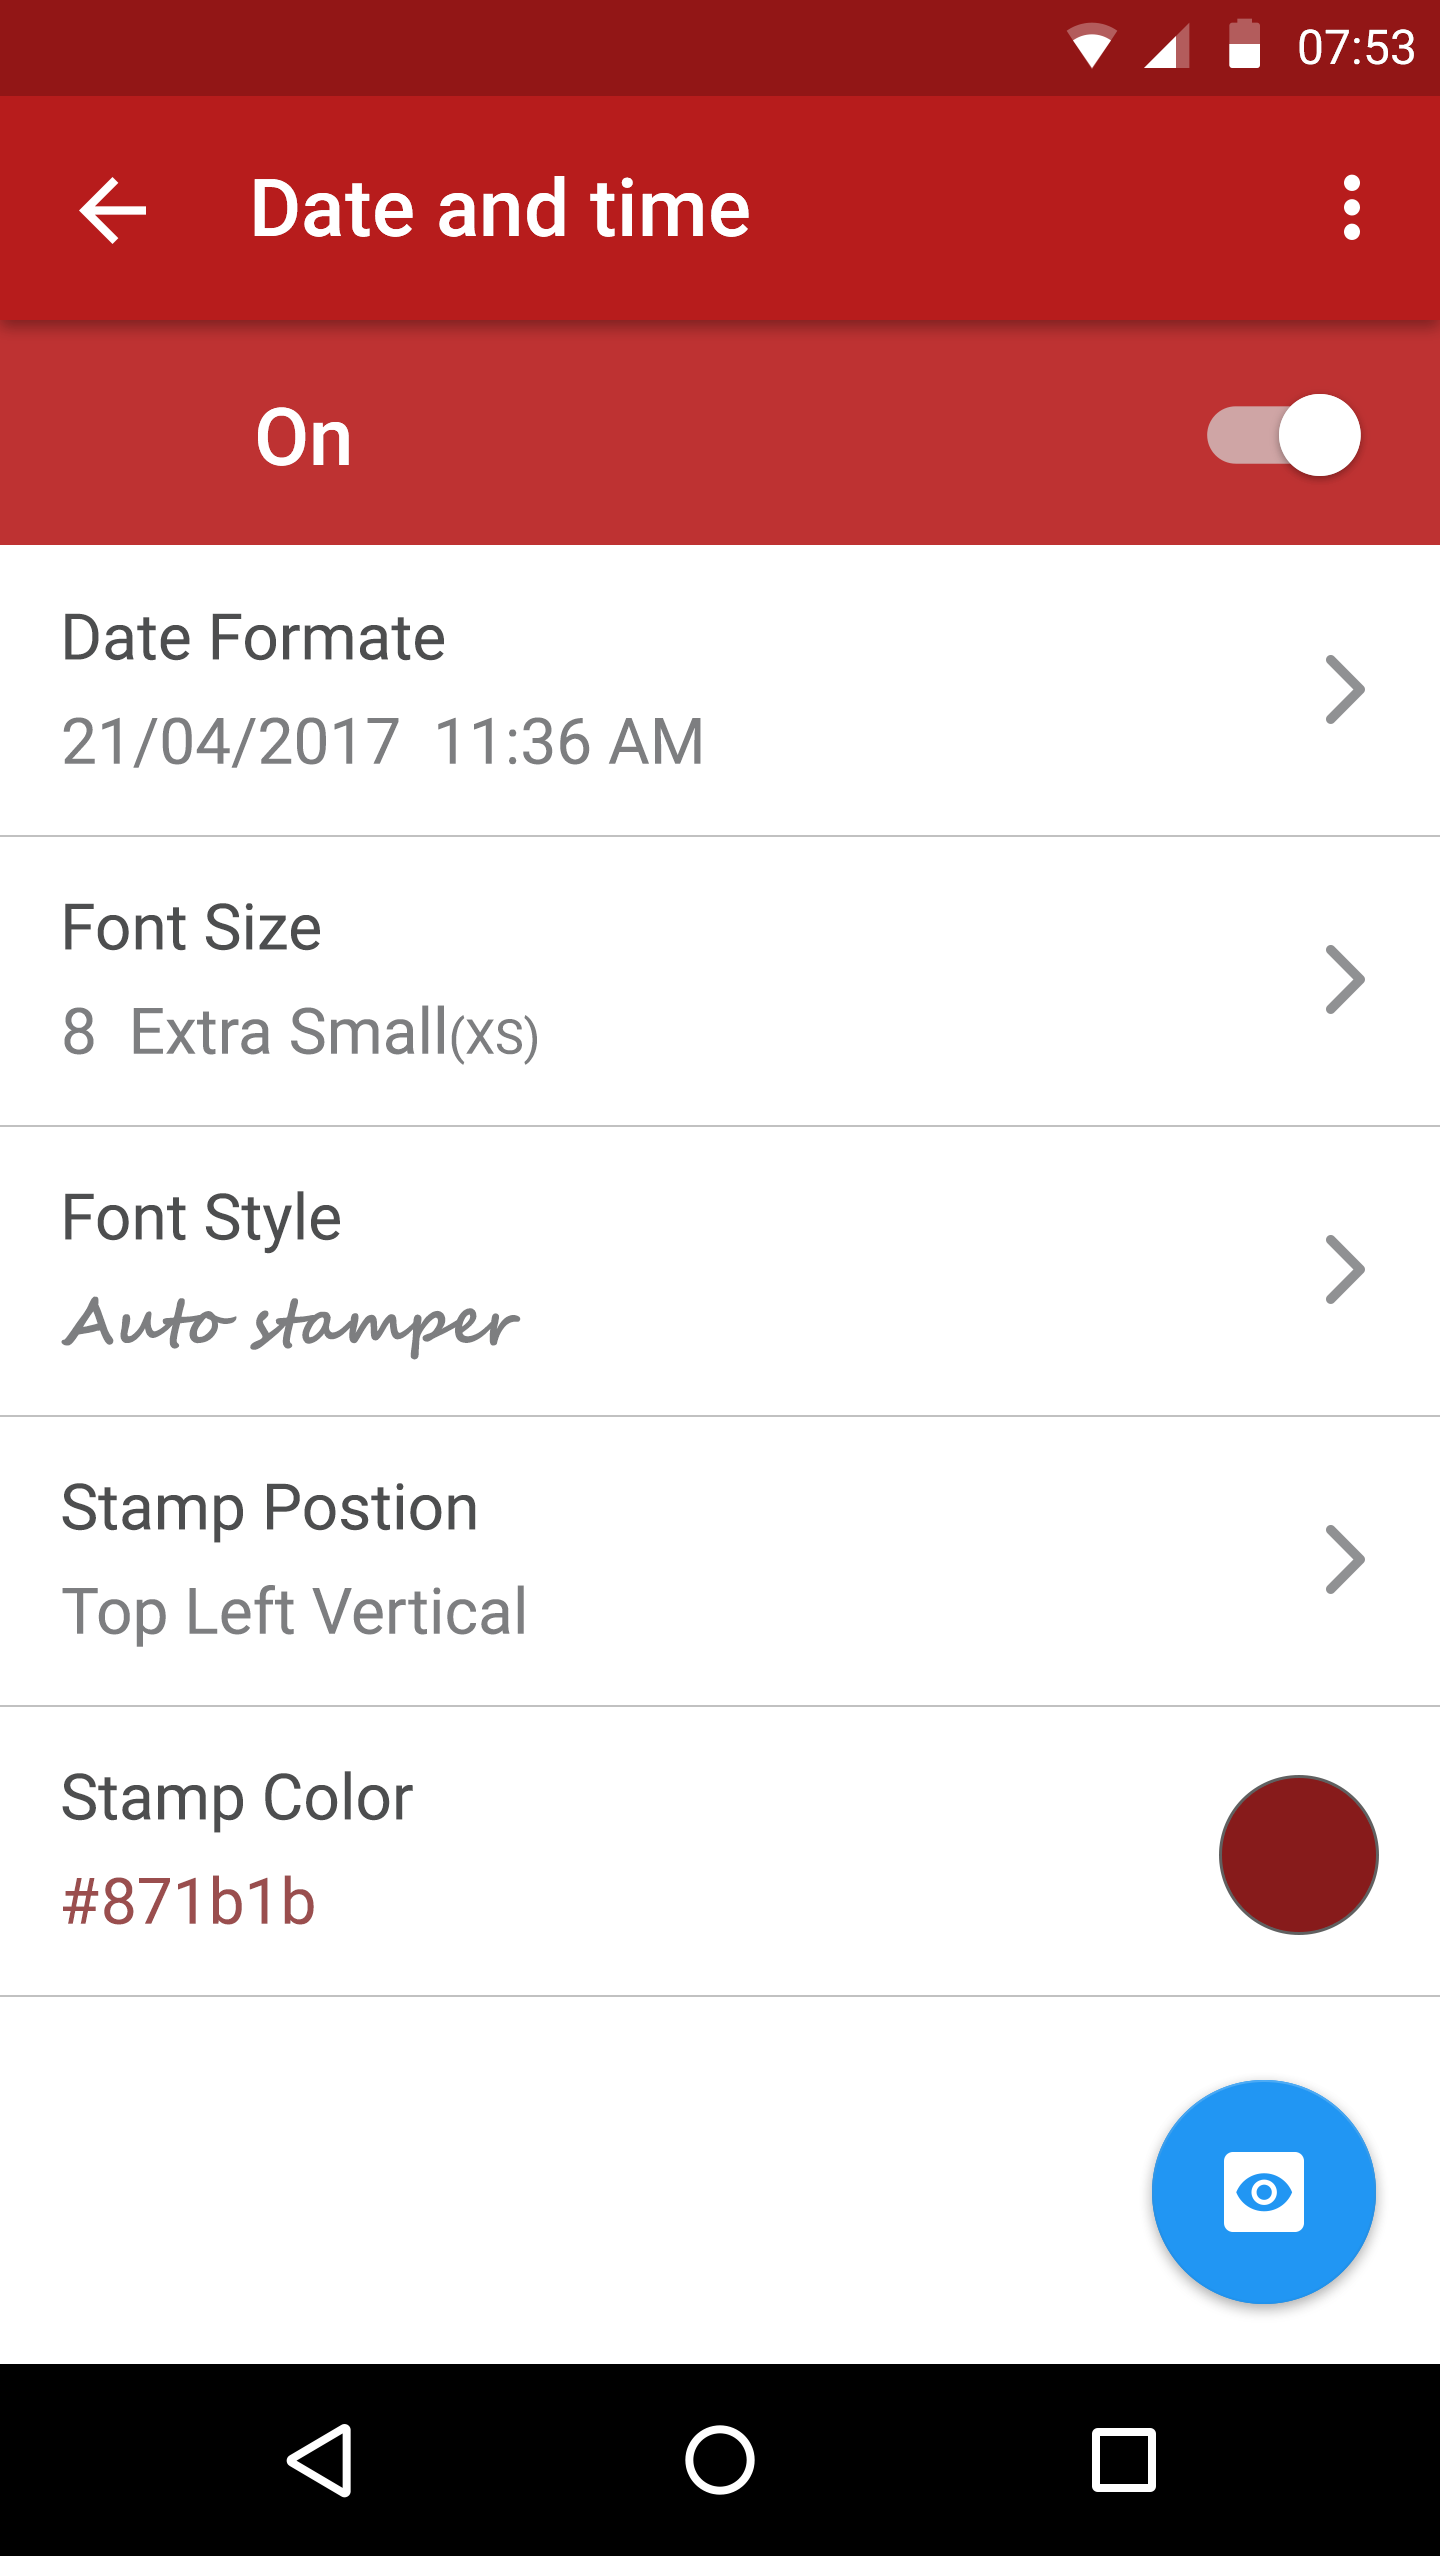 07:53
Date and time
On
Date Formate
21/04/2017  11:36 AM
Font Size
8  Extra Small(XS)
Font Style
Auto stamper
Stamp Postion
Top Left Vertical
Stamp Color
#871b1b